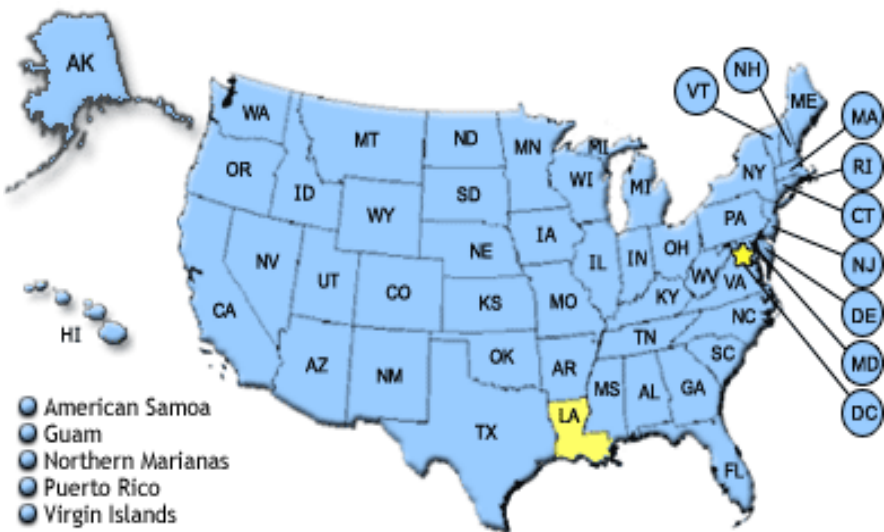 AK
NH
VT
ME
WA
MT
ND
MN
MI
MA
OR
ID
SD
WI
MI
NY
RI
WY
CT
IA
PA
NE
OH
NJ
NV
UT
CO
IL
IN
WV
VA
DE
CA
KS
MO
KY
NC
HI
TN
MD
AZ
NM
OK
AR
SC
MS
AL
GA
DC
American Samoa
LA
TX
Guam
Northern Marianas
FL
Puerto Rico
Virgin Islands